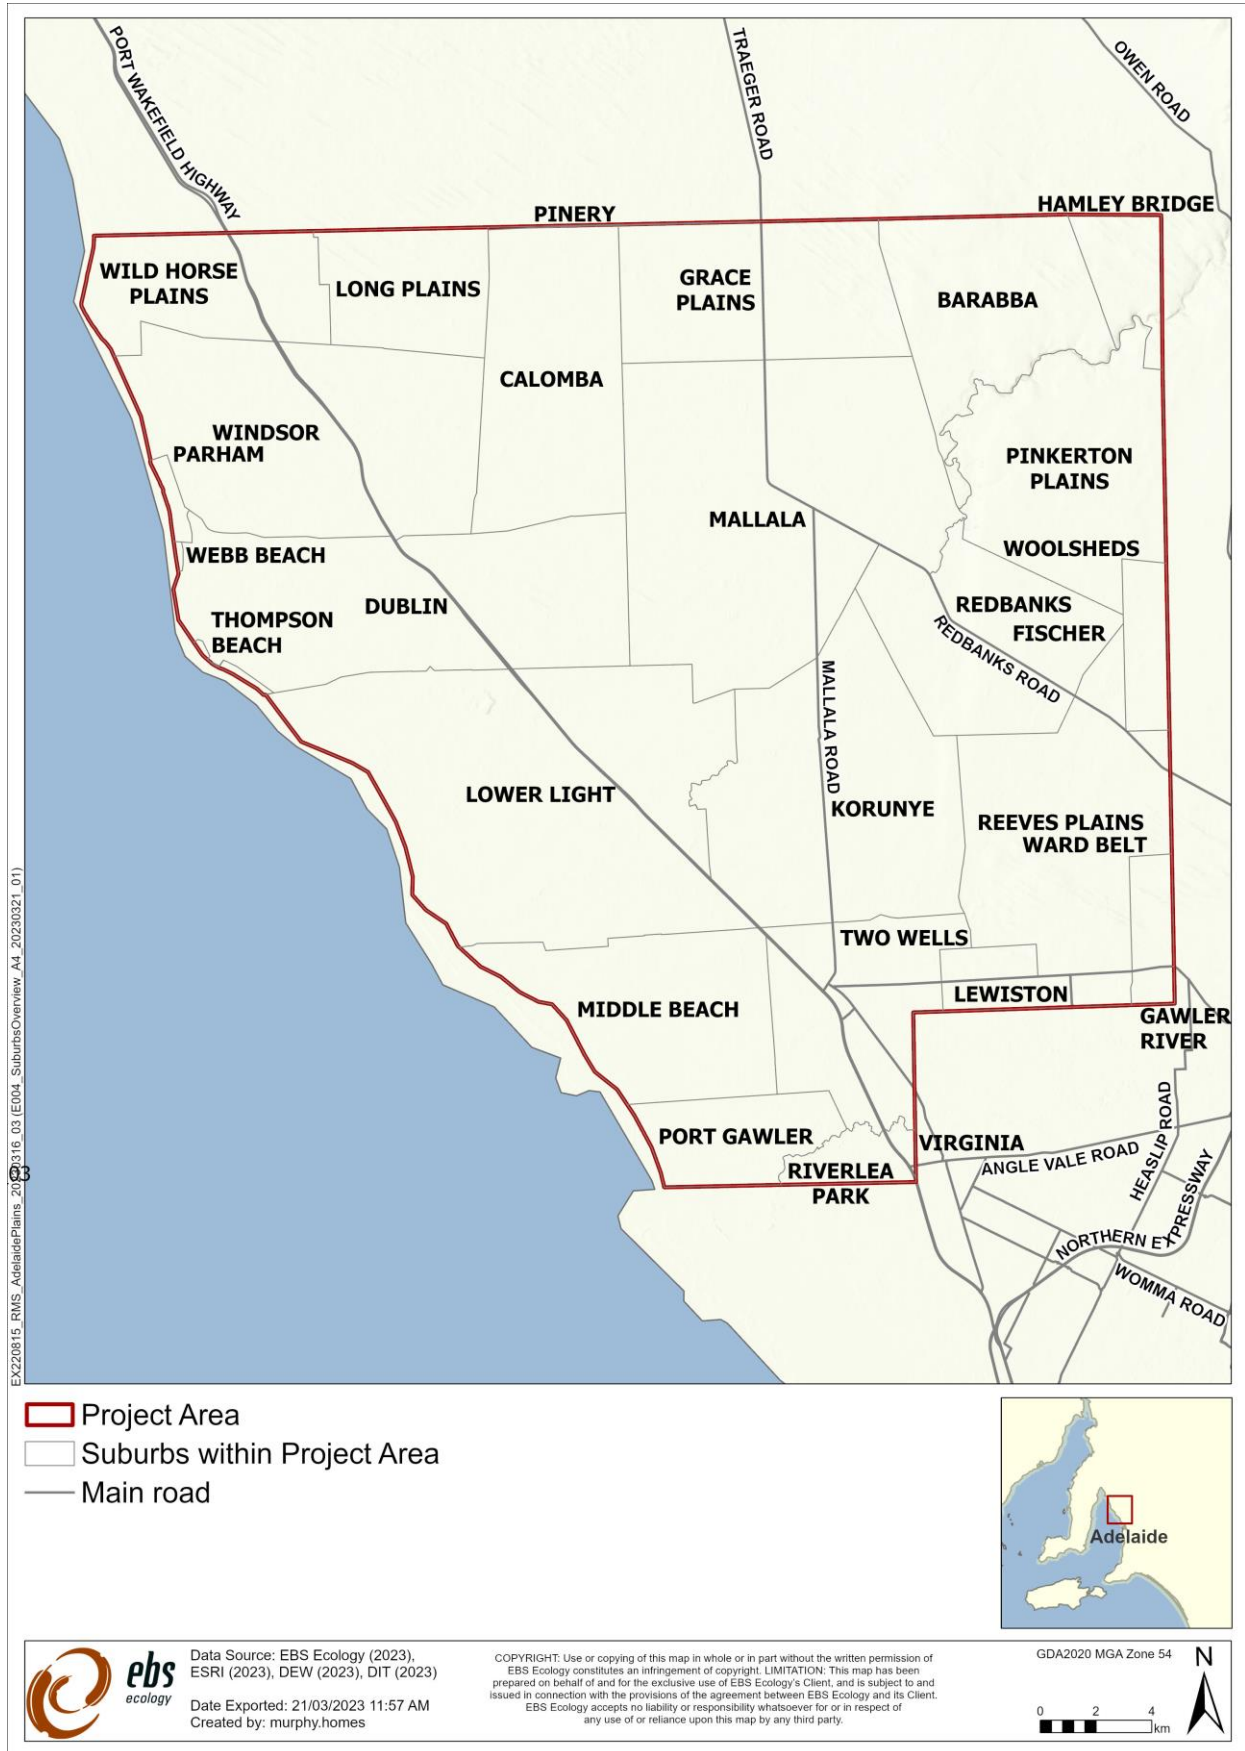 PORT WAKEFIELD HIGHWAY
TRAEGER ROAD
OWEN ROAD
PINERY
HAMLEY BRIDGE
WILD HORSE
PLAINS
LONG PLAINS
GRACE
PLAINS
BARABBA
CALOMBA
WINDSOR
PARHAM
PINKERTON
PLAINS
MALLALA
WEBB BEACH
WOOLSHEDS
DUBLIN
THOMPSON
BEACH
REDBANKS
FISCHER
REDBANKS ROAD
MALLALA ROAD
LOWER LIGHT
KORUNYE
REEVES PLAINS
WARD BELT
TWO WELLS
LEWISTON
MIDDLE BEACH
GAWLER
RIVER
PORT GAWLER
VIRGINIA
RIVERLEA
PARK
ANGLE VALE ROAD
HEASLIP ROAD
NORTHERN EXPRESSWAY
WOMMA ROAD
03
Project Area
Suburbs within Project Area
Main road
Adelaide
ebs
ecology
Data Source: EBS Ecology (2023),
ESRI (2023), DEW (2023), DIT (2023)
Date Exported: 21/03/2023 11:57 AM
Created by: murphy.homes
COPYRIGHT: Use or copying of this map in whole or in part without the written permission of
EBS Ecology constitutes an infringement of copyright. LIMITATION: This map has been
prepared on behalf of and for the exclusive use of EBS Ecology's Client, and is subject to and
issued in connection with the provisions of the agreement between EBS Ecology and its Client.
EBS Ecology accepts no liability or responsibility whatsoever for or in respect of
any use of or reliance upon this map by any third party.
GDA2020 MGA Zone 54
N
0 2 4
km